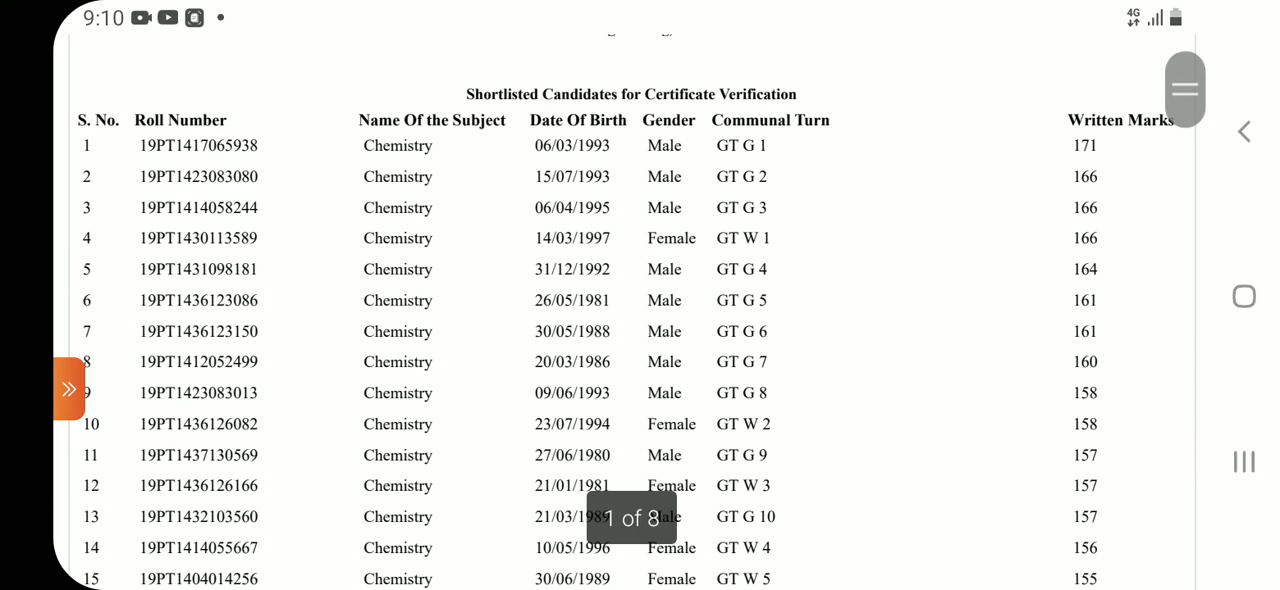 9:10 4G
Shortlisted Candidates for Certificate Verification
S. No. Roll Number Name Of the Subject Date Of Birth Gender Communal Turn Written Marks
1 19PT1417065938 Chemistry 06/03/1993 Male GT G 1 171
2 19PT1423083080 Chemistry 15/07/1993 Male GT G 2 166
3 19PT1414058244 Chemistry 06/04/1995 Male GT G 3 166
4 19PT1430113589 Chemistry 14/03/1997 Female GT W 1 166
5 19PT1431098181 Chemistry 31/12/1992 Male GT G 4 164
6 19PT1436123086 Chemistry 26/05/1981 Male GT G 5 161
7 19PT1436123150 Chemistry 30/05/1988 Male GT G 6 161
8 19PT1412052499 Chemistry 20/03/1986 Male GT G 7 160
9 19PT1423083013 Chemistry 09/06/1993 Male GT G 8 158
10 19PT1436126082 Chemistry 23/07/1994 Female GT W 2 158
11 19PT1437130569 Chemistry 27/06/1980 Male GT G 9 157
12 19PT1436126166 Chemistry 21/01/1981 Female GT W 3 157
13 19PT1432103560 Chemistry 21/03/1989 Male GT G 10 157
1 of 8
14 19PT1414055667 Chemistry 10/05/1996 Female GT W 4 156
15 19PT1404014256 Chemistry 30/06/1989 Female GT W 5 155